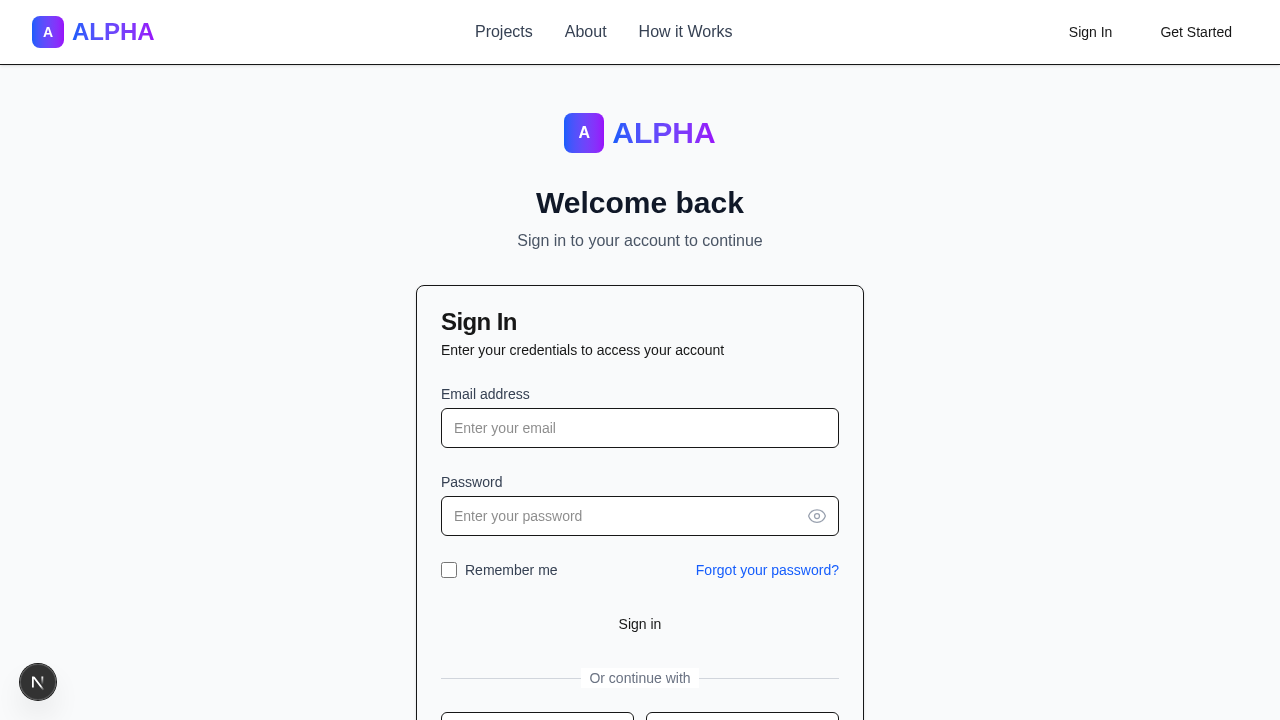 A ALPHA
Projects About How it Works
Sign In Get Started
A ALPHA
Welcome back
Sign in to your account to continue
Sign In
Enter your credentials to access your account
Email address
Enter your email
Password
Enter your password
Remember me Forgot your password?
Sign in
Or continue with
N